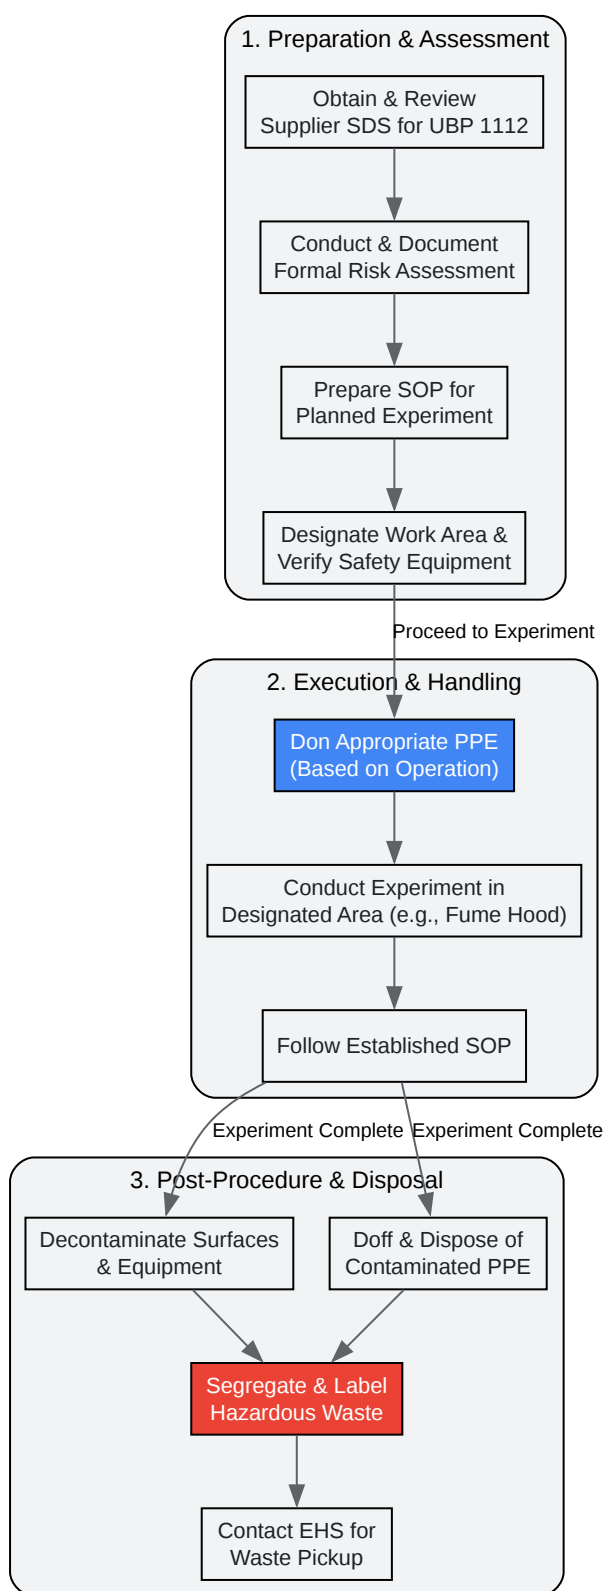 1. Preparation & Assessment
Obtain & Review
Supplier SDS for UBP 1112
Conduct & Document
Formal Risk Assessment
Prepare SOP for
Planned Experiment
Designate Work Area &
Verify Safety Equipment
Proceed to Experiment
2. Execution & Handling
Don Appropriate PPE
(Based on Operation)
Conduct Experiment in
Designated Area (e.g., Fume Hood)
Follow Established SOP
Experiment Complete
Experiment Complete
3. Post-Procedure & Disposal
Decontaminate Surfaces
& Equipment
Doff & Dispose of
Contaminated PPE
Segregate & Label
Hazardous Waste
Contact EHS for
Waste Pickup